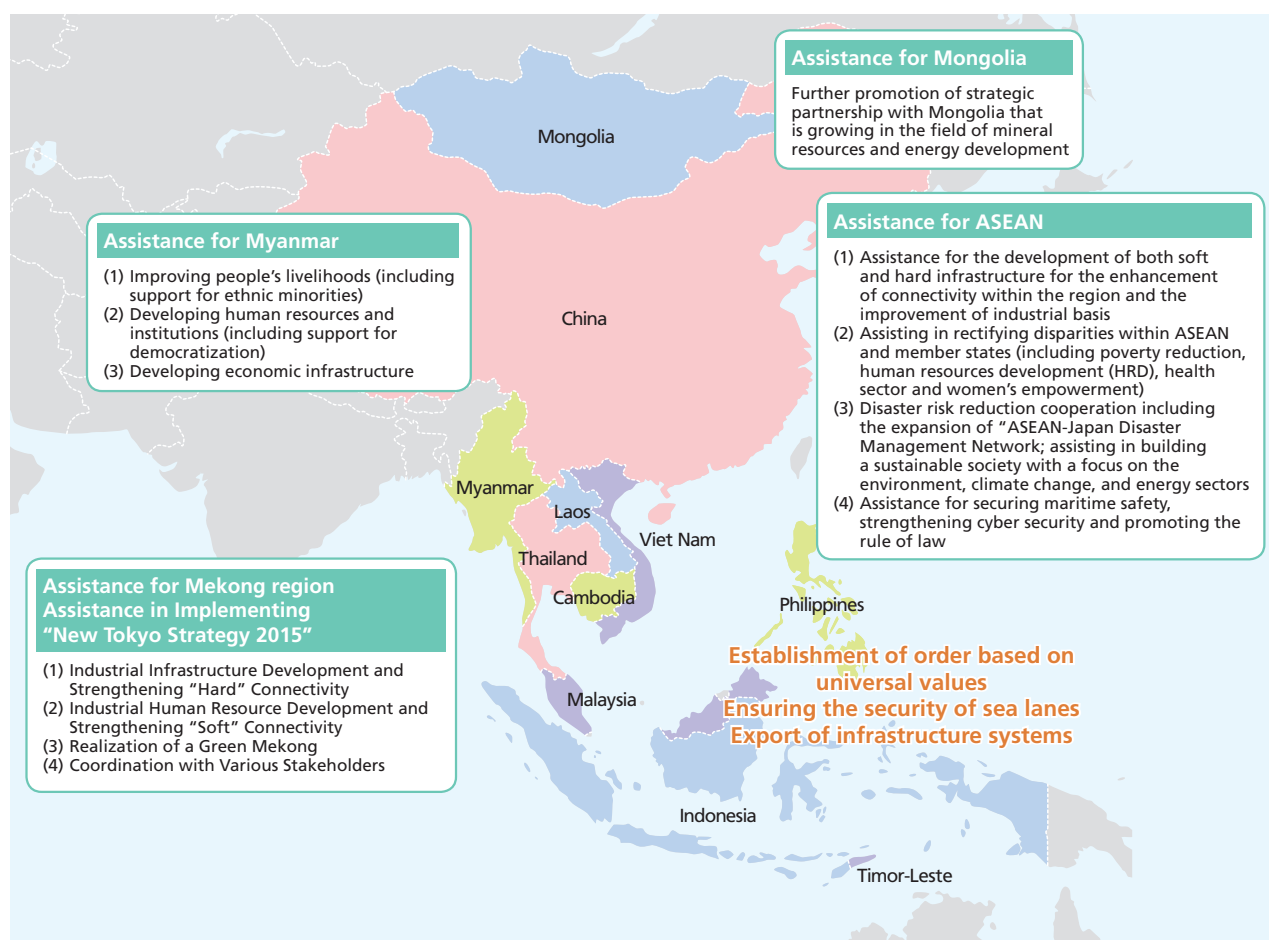 Assistance for Mongolia
Further promotion of strategic
partnership with Mongolia that
is growing in the field of mineral
resources and energy development
Mongolia
Assistance for Myanmar
(1) Improving people’s livelihoods (including
support for ethnic minorities)
(2) Developing human resources and
institutions (including support for
democratization)
(3) Developing economic infrastructure
Assistance for ASEAN
(1) Assistance for the development of both soft
and hard infrastructure for the enhancement
of connectivity within the region and the
improvement of industrial basis
(2) Assisting in rectifying disparities within ASEAN
and member states (including poverty reduction,
human resources development (HRD), health
sector and women’s empowerment)
(3) Disaster risk reduction cooperation including
the expansion of “ASEAN-Japan Disaster
Management Network; assisting in building
a sustainable society with a focus on the
environment, climate change, and energy sectors
(4) Assistance for securing maritime safety,
strengthening cyber security and promoting the
rule of law
China
Myanmar
Laos
Viet Nam
Thailand
Cambodia
Philippines
Assistance for Mekong region
Assistance in Implementing
“New Tokyo Strategy 2015”
(1) Industrial Infrastructure Development and
Strengthening “Hard” Connectivity
(2) Industrial Human Resource Development and
Strengthening “Soft” Connectivity
(3) Realization of a Green Mekong
(4) Coordination with Various Stakeholders
Establishment of order based on
universal values
Ensuring the security of sea lanes
Export of infrastructure systems
Malaysia
Indonesia
Timor-Leste